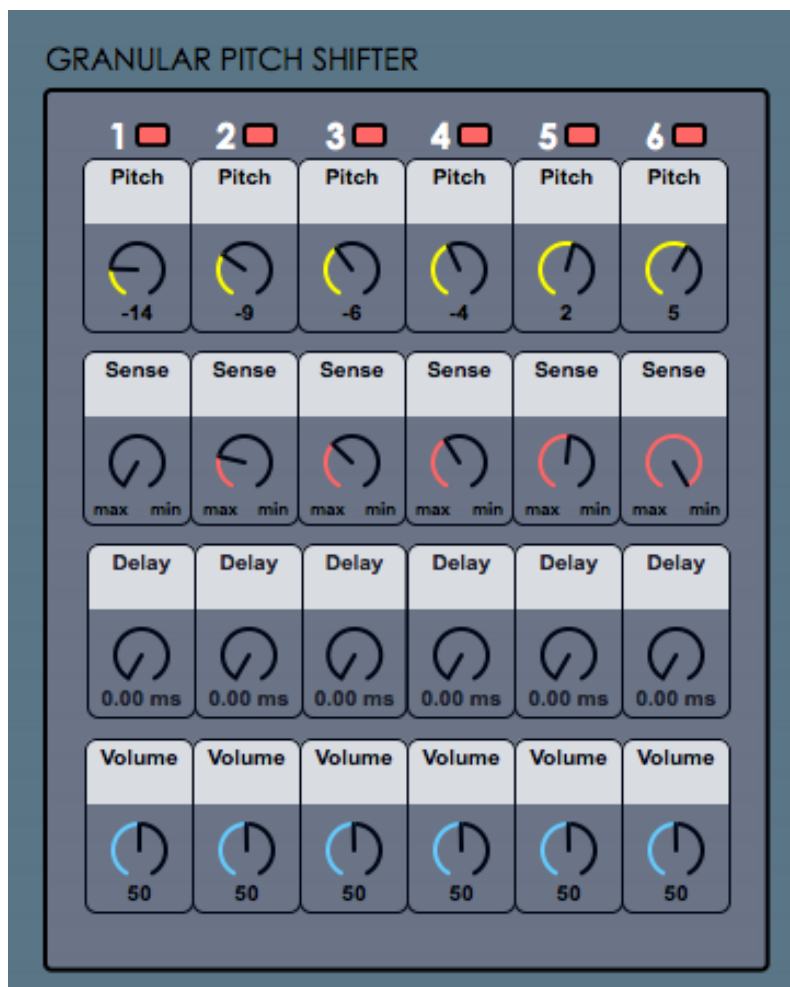 GRANULAR PITCH SHIFTER
1 2 3 4 5 6
Pitch Pitch Pitch Pitch Pitch Pitch
-14 -9 -6 -4 2 5
Sense Sense Sense Sense Sense Sense
max min max min max min max min max min max min
Delay Delay Delay Delay Delay Delay
0.00 ms 0.00 ms 0.00 ms 0.00 ms 0.00 ms 0.00 ms
Volume Volume Volume Volume Volume Volume
50 50 50 50 50 50